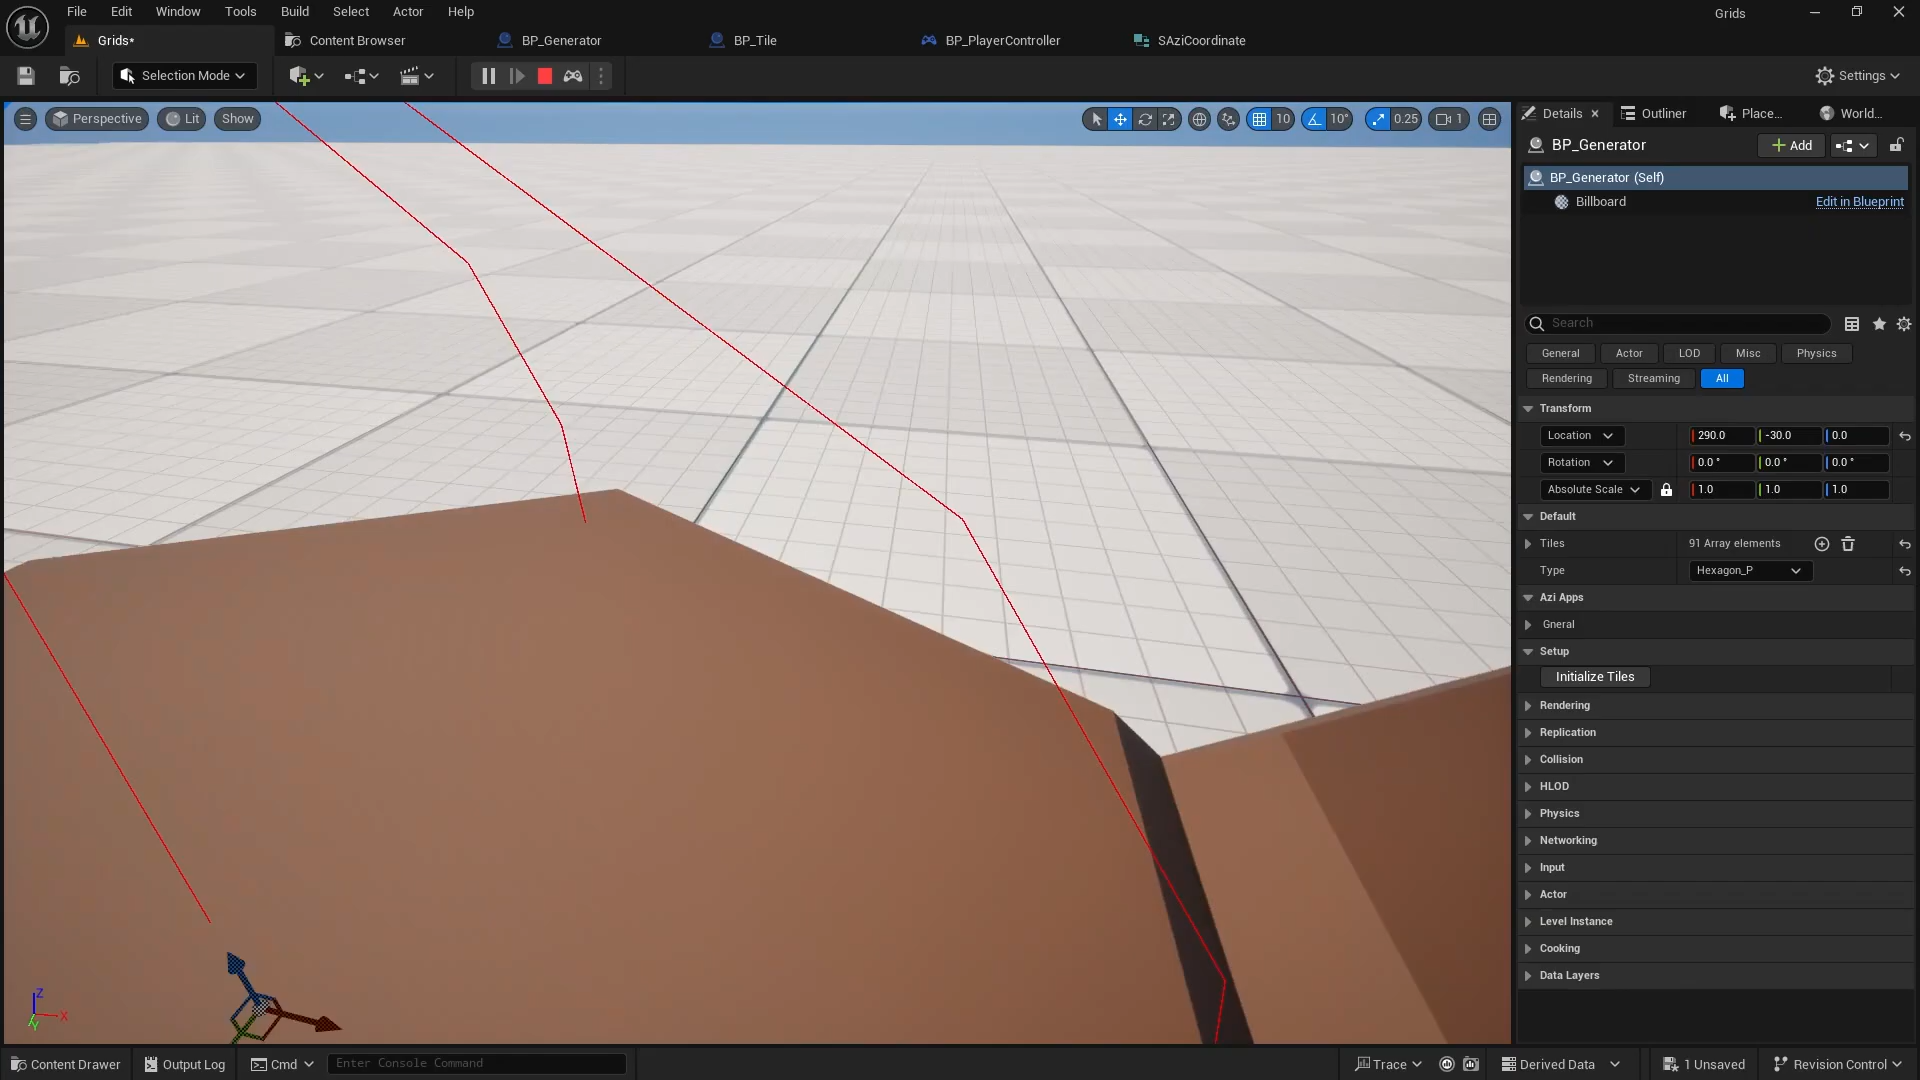 File Edit Window Tools Build Select Actor Help
Grids
Grids* Content Browser BP_Generator BP_Tile BP_PlayerController SAziCoordinate
Selection Mode
Settings
Perspective Lit Show
10 10° 0.25 1
Details Outliner Place... World...
BP_Generator
Add
BP_Generator (Self)
Billboard Edit in Blueprint
Search
General Actor LOD Misc Physics
Rendering Streaming All
Transform
Location 290.0 -30.0 0.0
Rotation 0.0 ° 0.0 ° 0.0 °
Absolute Scale 1.0 1.0 1.0
Default
Tiles 91 Array elements
Type Hexagon_P
Azi Apps
Gneral
Setup
Initialize Tiles
Rendering
Replication
Collision
HLOD
Physics
Networking
Input
Actor
Level Instance
Cooking
Data Layers
Z
X
Y
Content Drawer Output Log Cmd Enter Console Command Trace Derived Data 1 Unsaved Revision Control